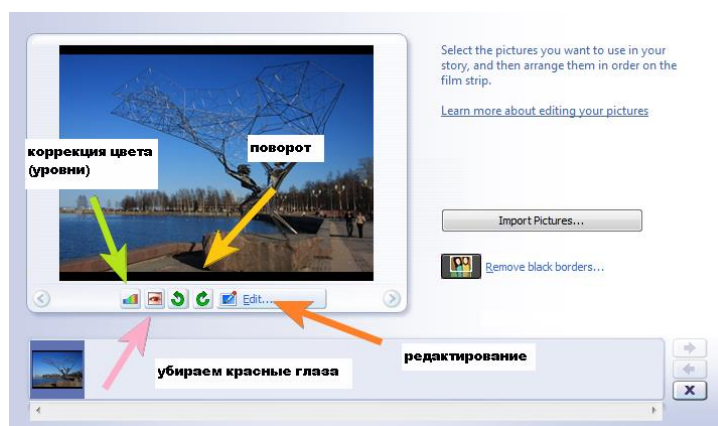 Select the pictures you want to use in your
story, and then arrange them in order on the
film strip.
Learn more about editing your pictures
коррекция цвета
(уровни)
поворот
Import Pictures...
Remove black borders...
Edit...
редактирование
убираем красные глаза